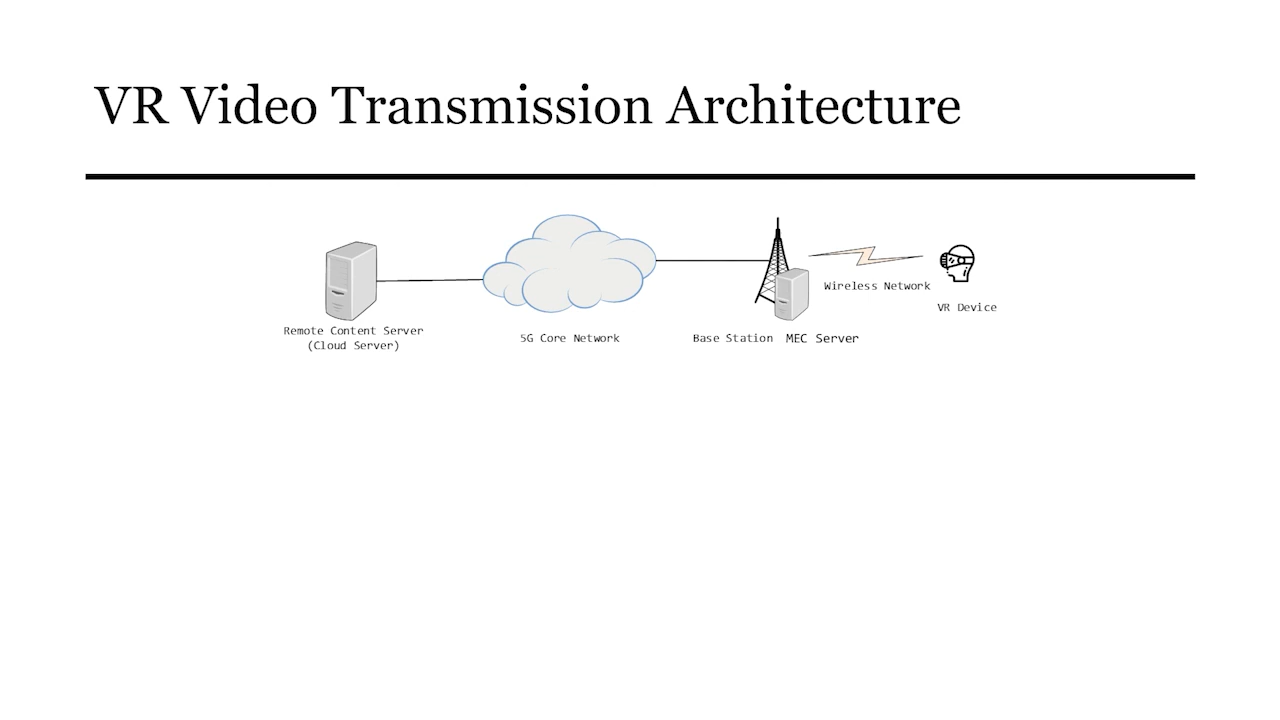 VR Video Transmission Architecture
Wireless Network
VR Device
Remote Content Server
(Cloud Server)
5G Core Network
Base Station
MEC Server